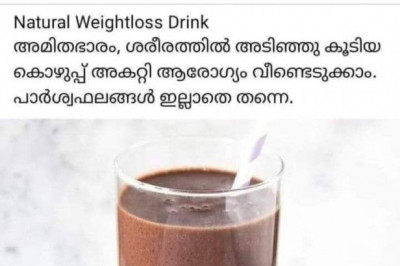 Natural Weightloss Drink
അമിതഭാരം, ശരീരത്തിൽ അടിഞ്ഞു കൂടിയ
കൊഴുപ്പ് അകറ്റി ആരോഗ്യം വീണ്ടെടുക്കാം.
പാർശ്വഫലങ്ങൾ ഇല്ലാതെ തന്നെ.